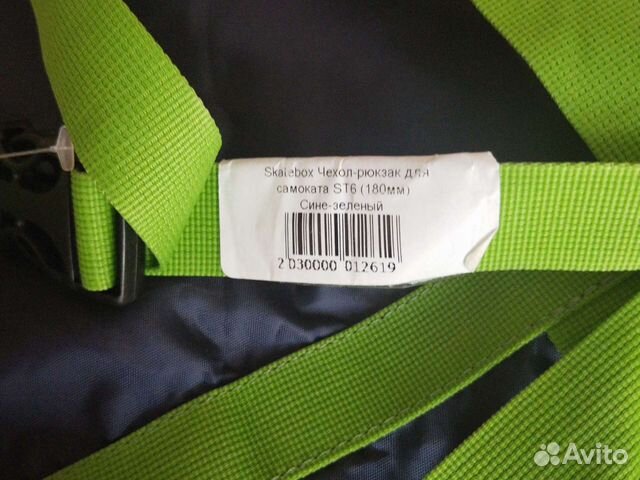 Skatebox Чехол-рюкзак для
самоката ST6 (180мм)
Сине-зеленый
2 030000 012619
Avito